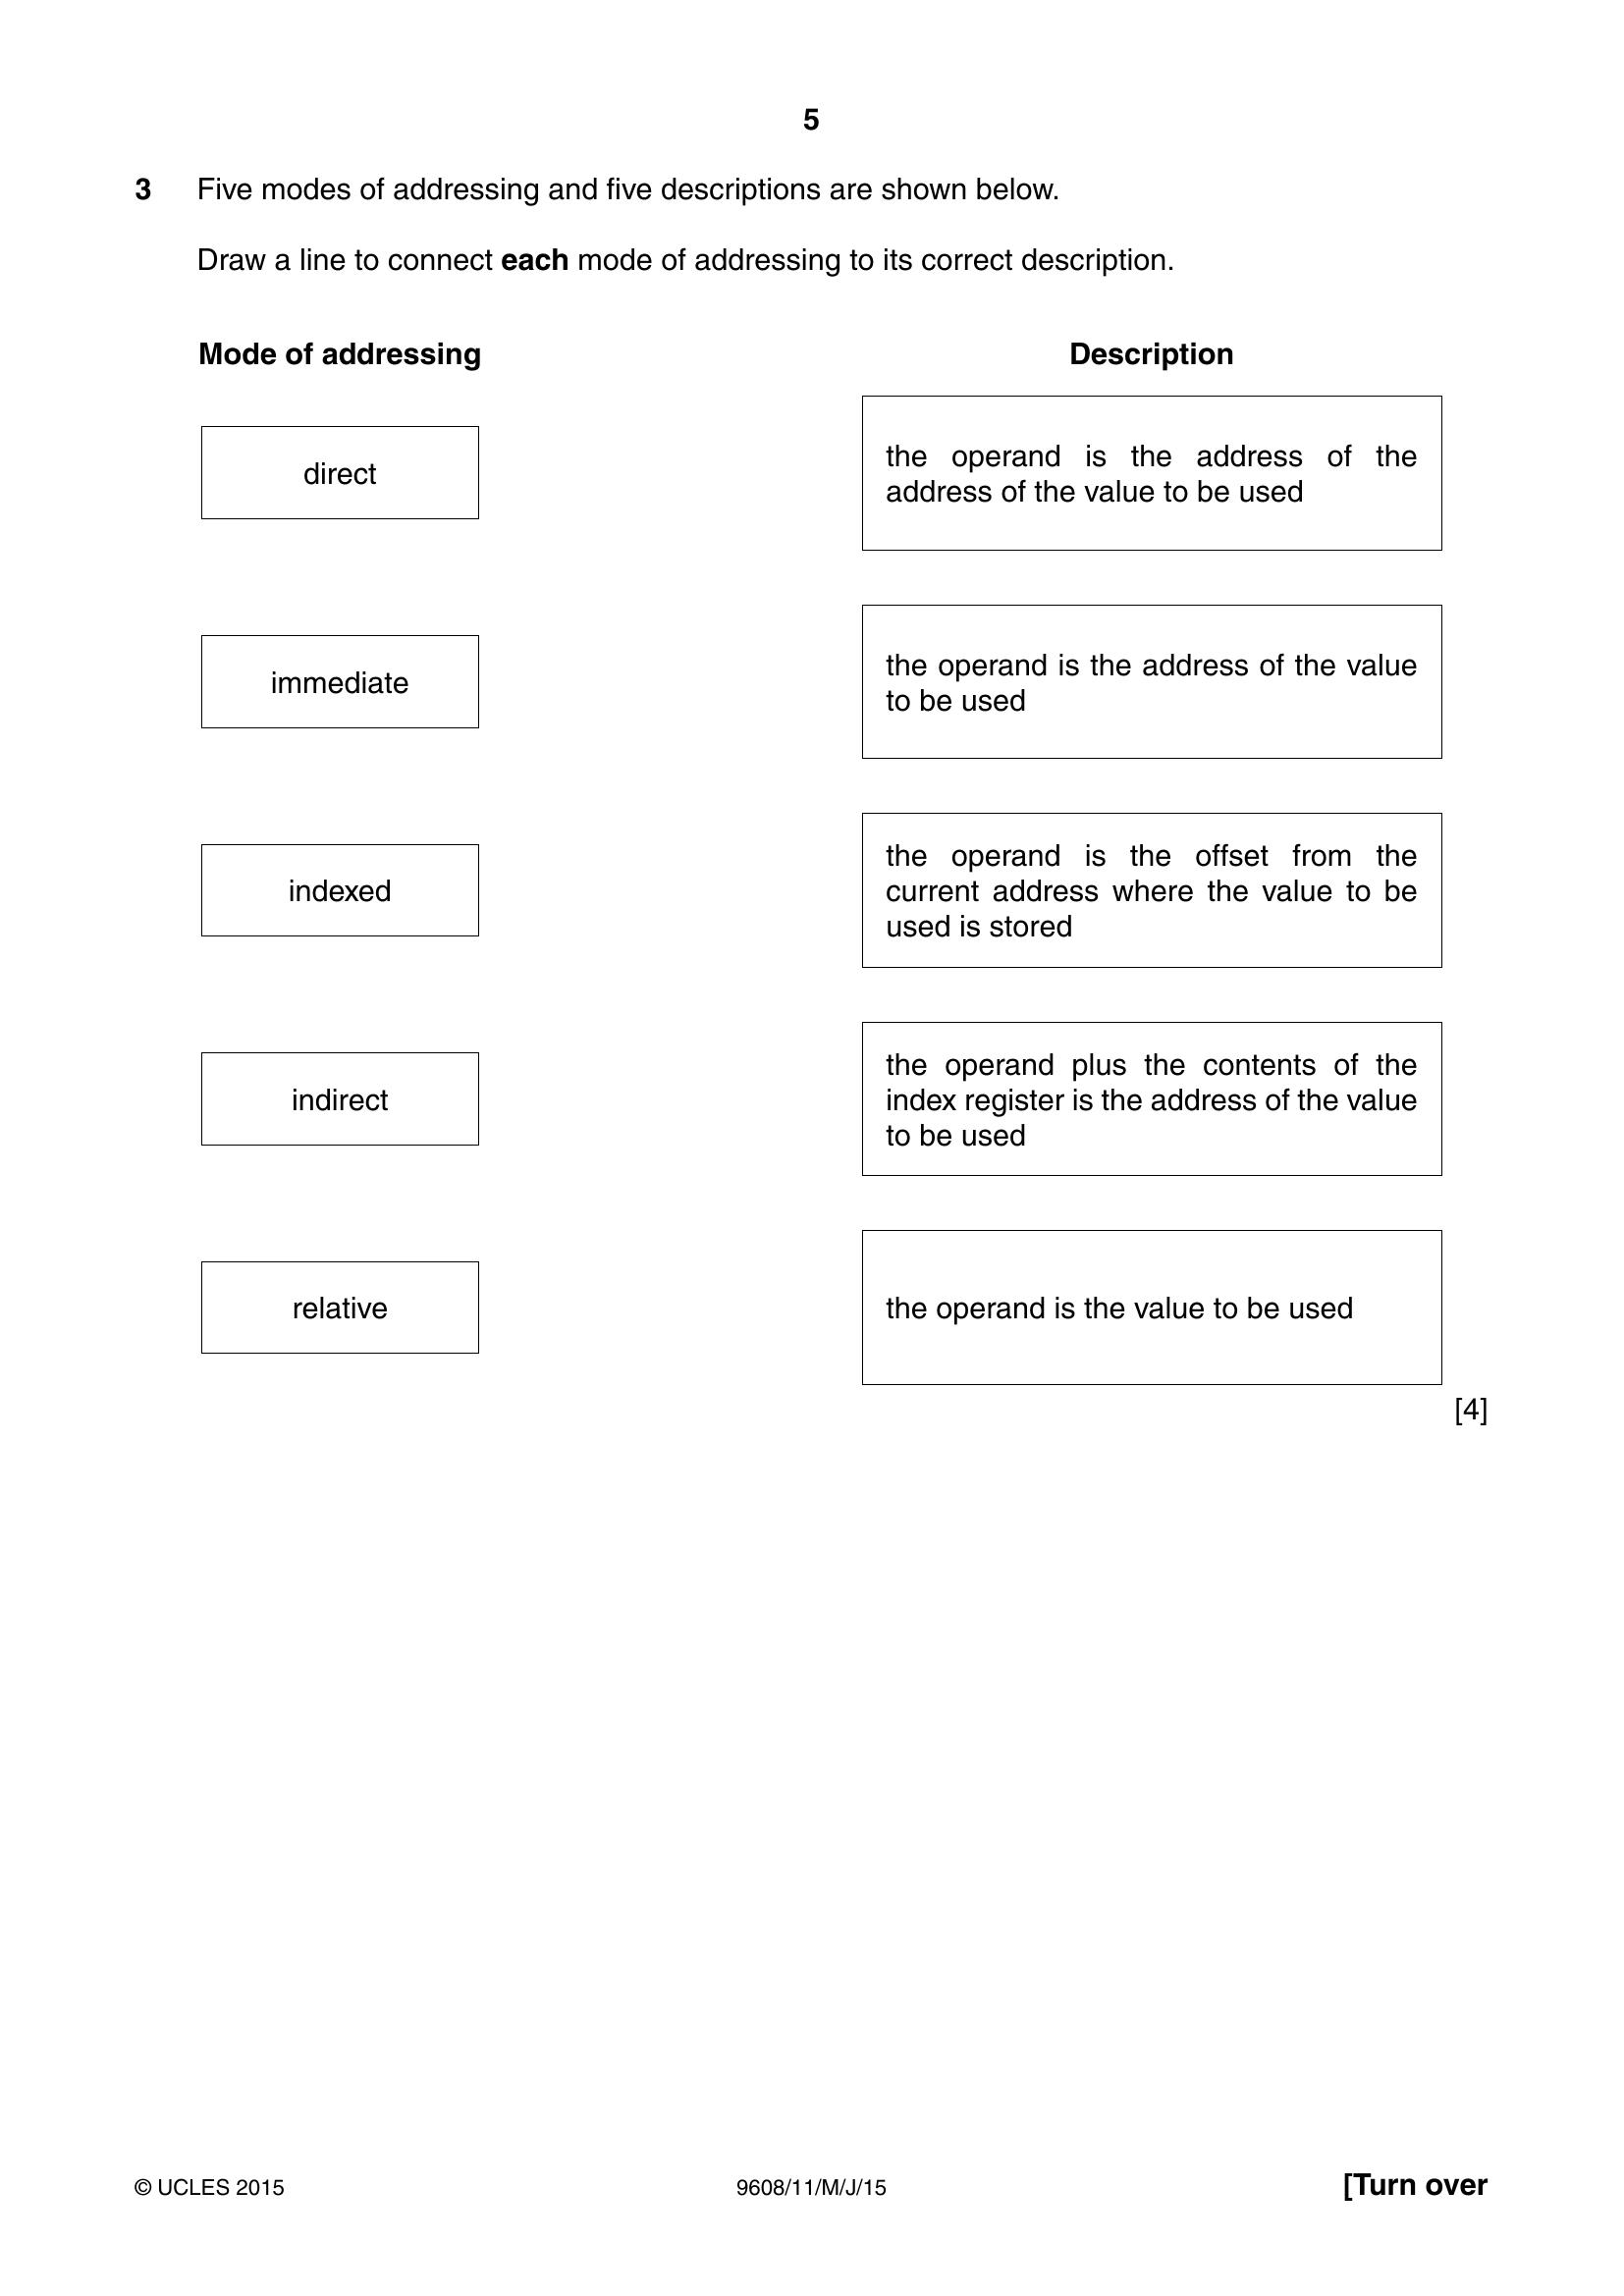 5
3 Five modes of addressing and five descriptions are shown below.
Draw a line to connect each mode of addressing to its correct description.
Mode of addressing Description
direct
the operand is the address of the
address of the value to be used
immediate
the operand is the address of the value
to be used
indexed
the operand is the offset from the
current address where the value to be
used is stored
indirect
the operand plus the contents of the
index register is the address of the value
to be used
relative
the operand is the value to be used
[4]
© UCLES 2015 9608/11/M/J/15 [Turn over